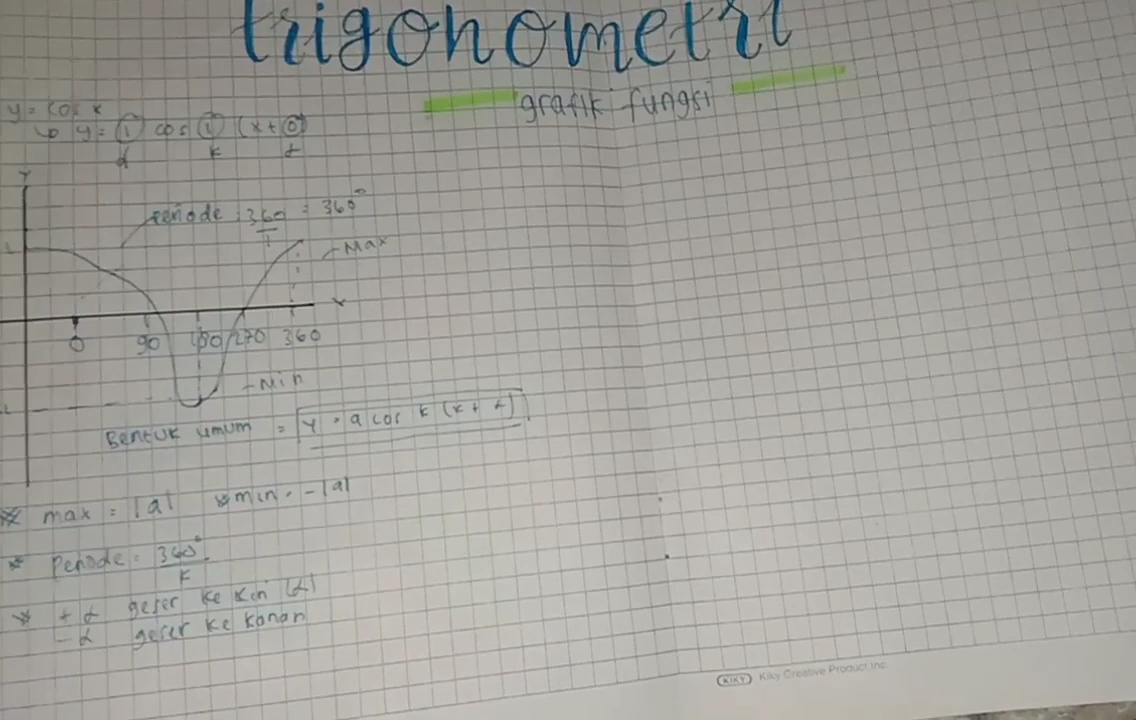 trigonometri
grafik fungsi
y = cos x
↳ y = 1 cos 1 (x + 0)
a k α
Y
Periode : 360/1 = 360°
1
- Max
x
0 90 180 270 360
- Min
Bentuk umum = y = a cos k (x + α)
* max = |a| * min = -|a|
* Periode = 360°/k
* + α geser ke kiri (α)
- α geser ke kanan
KIKY Kiky Creative Product Inc.